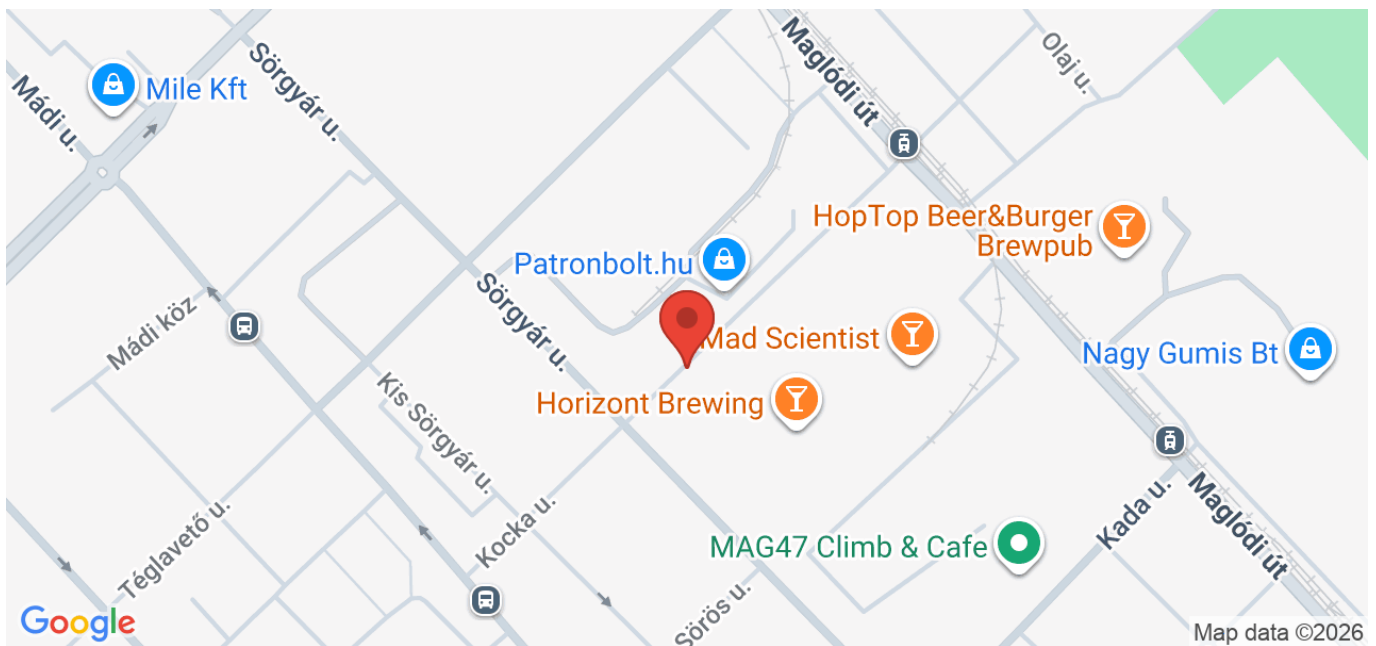 Mile Kft
Mádi u.
Sörgyár u.
Maglódi út
Olaj u.
HopTop Beer&Burger
Brewpub
Patronbolt.hu
Sörgyár u.
Mádi köz
Mad Scientist
Nagy Gumis Bt
Horizont Brewing
Kis Sörgyár u.
Kocka u.
Téglavető u.
MAG47 Climb & Cafe
Kada u.
Maglódi út
Sörös u.
Google
Map data ©2026